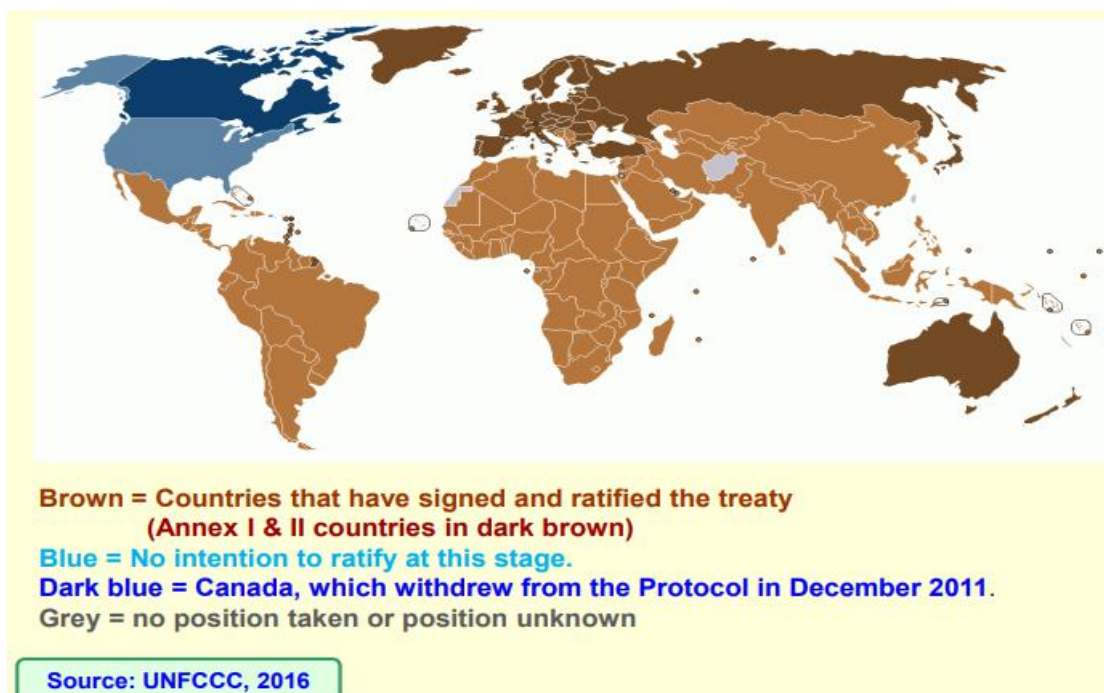 Brown = Countries that have signed and ratified the treaty
(Annex I & II countries in dark brown)
Blue = No intention to ratify at this stage.
Dark blue = Canada, which withdrew from the Protocol in December 2011.
Grey = no position taken or position unknown
Source: UNFCCC, 2016